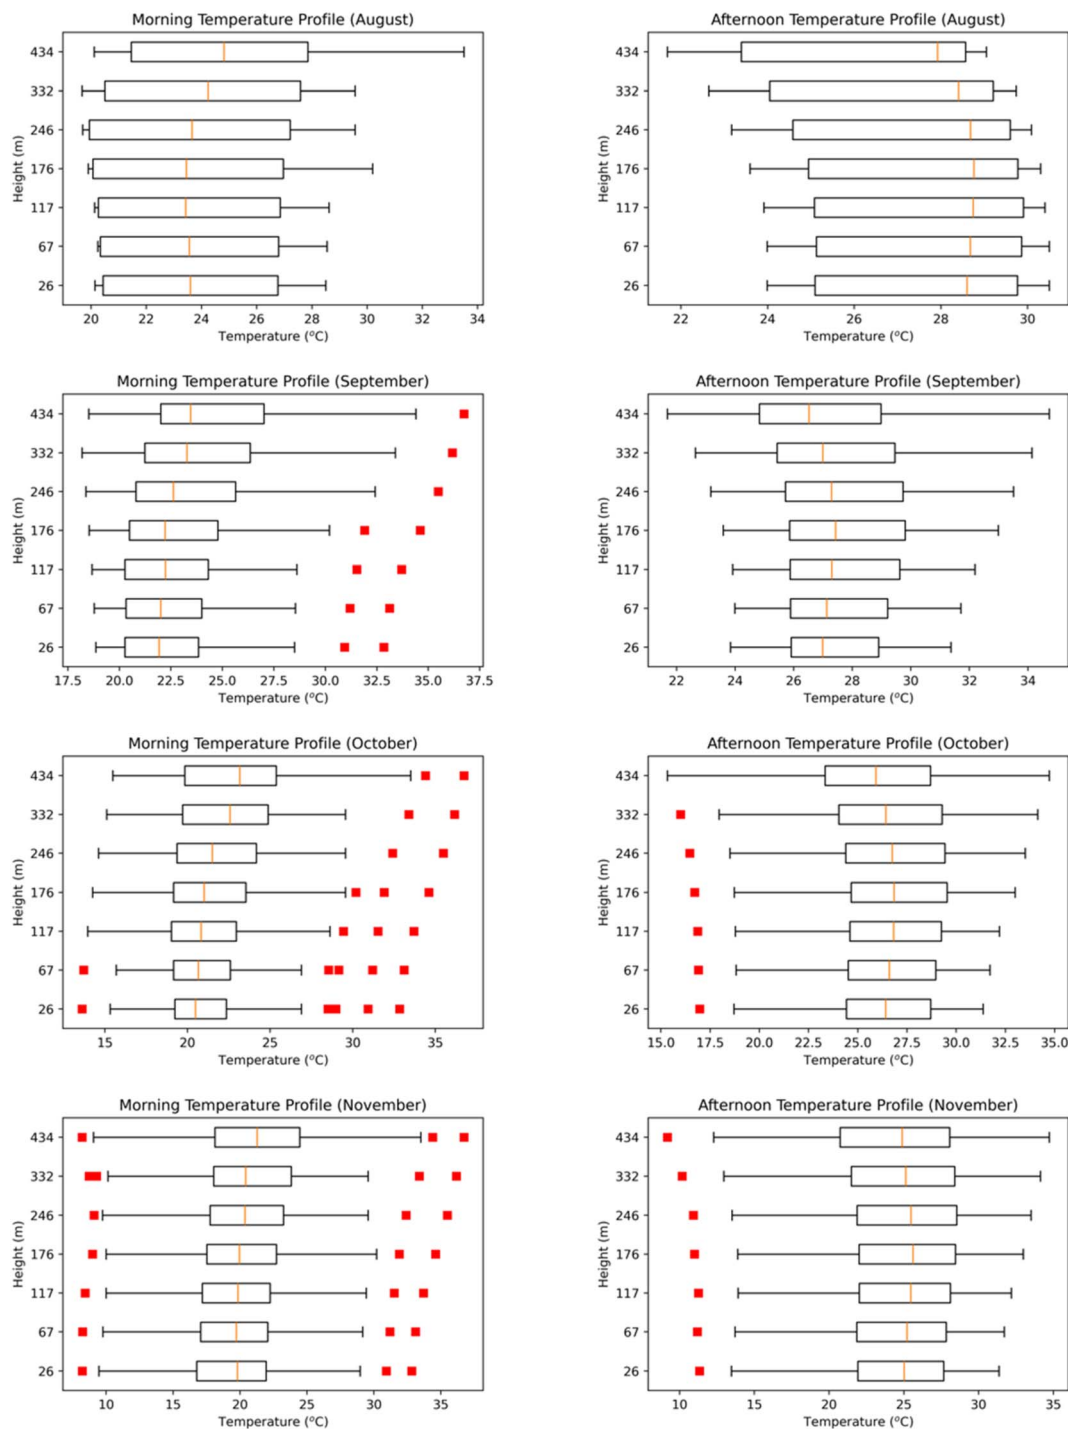 Morning Temperature Profile (August)
Height (m)
434
332
246
176
117
67
26
20 22 24 26 28 30 32 34
Temperature (°C)
Afternoon Temperature Profile (August)
Height (m)
434
332
246
176
117
67
26
22 24 26 28 30
Temperature (°C)
Morning Temperature Profile (September)
Height (m)
434
332
246
176
117
67
26
17.5 20.0 22.5 25.0 27.5 30.0 32.5 35.0 37.5
Temperature (°C)
Afternoon Temperature Profile (September)
Height (m)
434
332
246
176
117
67
26
22 24 26 28 30 32 34
Temperature (°C)
Morning Temperature Profile (October)
Height (m)
434
332
246
176
117
67
26
15 20 25 30 35
Temperature (°C)
Afternoon Temperature Profile (October)
Height (m)
434
332
246
176
117
67
26
15.0 17.5 20.0 22.5 25.0 27.5 30.0 32.5 35.0
Temperature (°C)
Morning Temperature Profile (November)
Height (m)
434
332
246
176
117
67
26
10 15 20 25 30 35
Temperature (°C)
Afternoon Temperature Profile (November)
Height (m)
434
332
246
176
117
67
26
10 15 20 25 30 35
Temperature (°C)